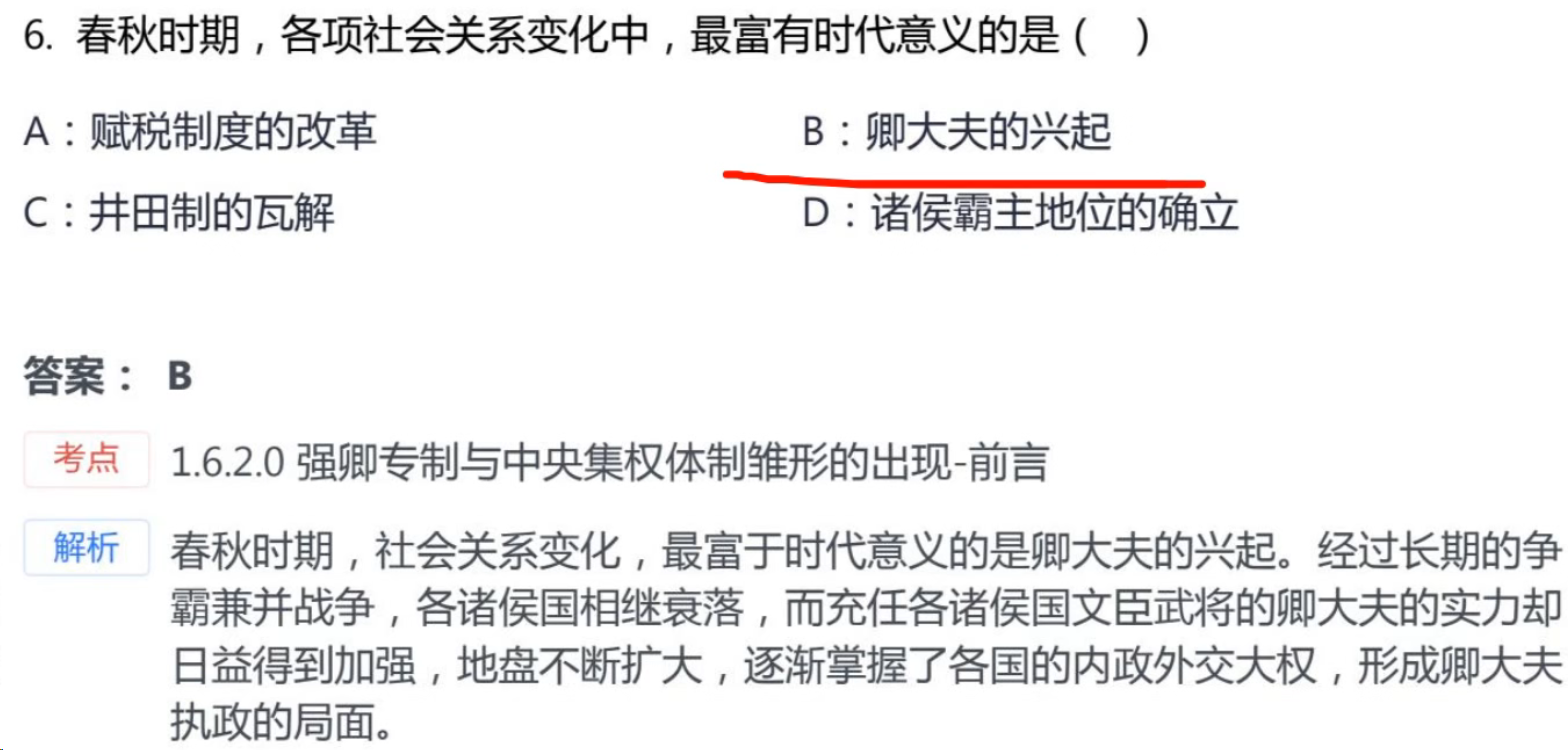 6. 春秋时期，各项社会关系变化中，最富有时代意义的是（ ）
A：赋税制度的改革 B：卿大夫的兴起
C：井田制的瓦解 D：诸侯霸主地位的确立
答案： B
考点 1.6.2.0 强卿专制与中央集权体制雏形的出现-前言
解析 春秋时期，社会关系变化，最富于时代意义的是卿大夫的兴起。经过长期的争
霸兼并战争，各诸侯国相继衰落，而充任各诸侯国文臣武将的卿大夫的实力却
日益得到加强，地盘不断扩大，逐渐掌握了各国的内政外交大权，形成卿大夫
执政的局面。